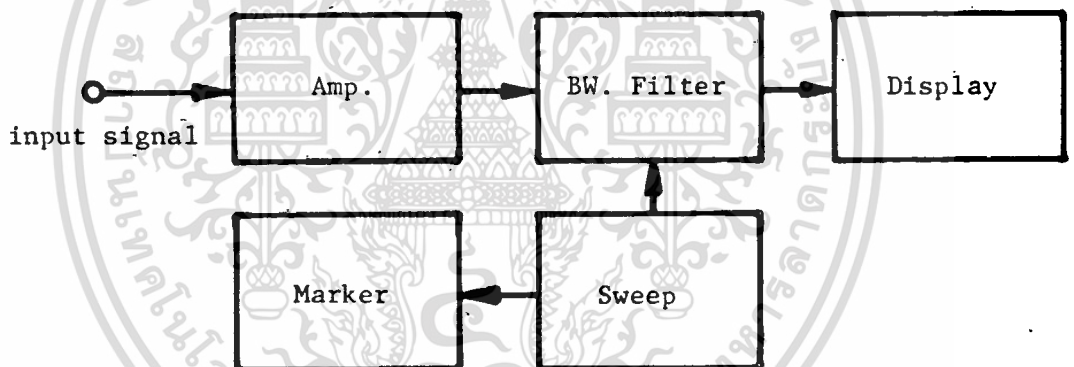 Amp.
BW. Filter
Display
input signal
Marker
Sweep